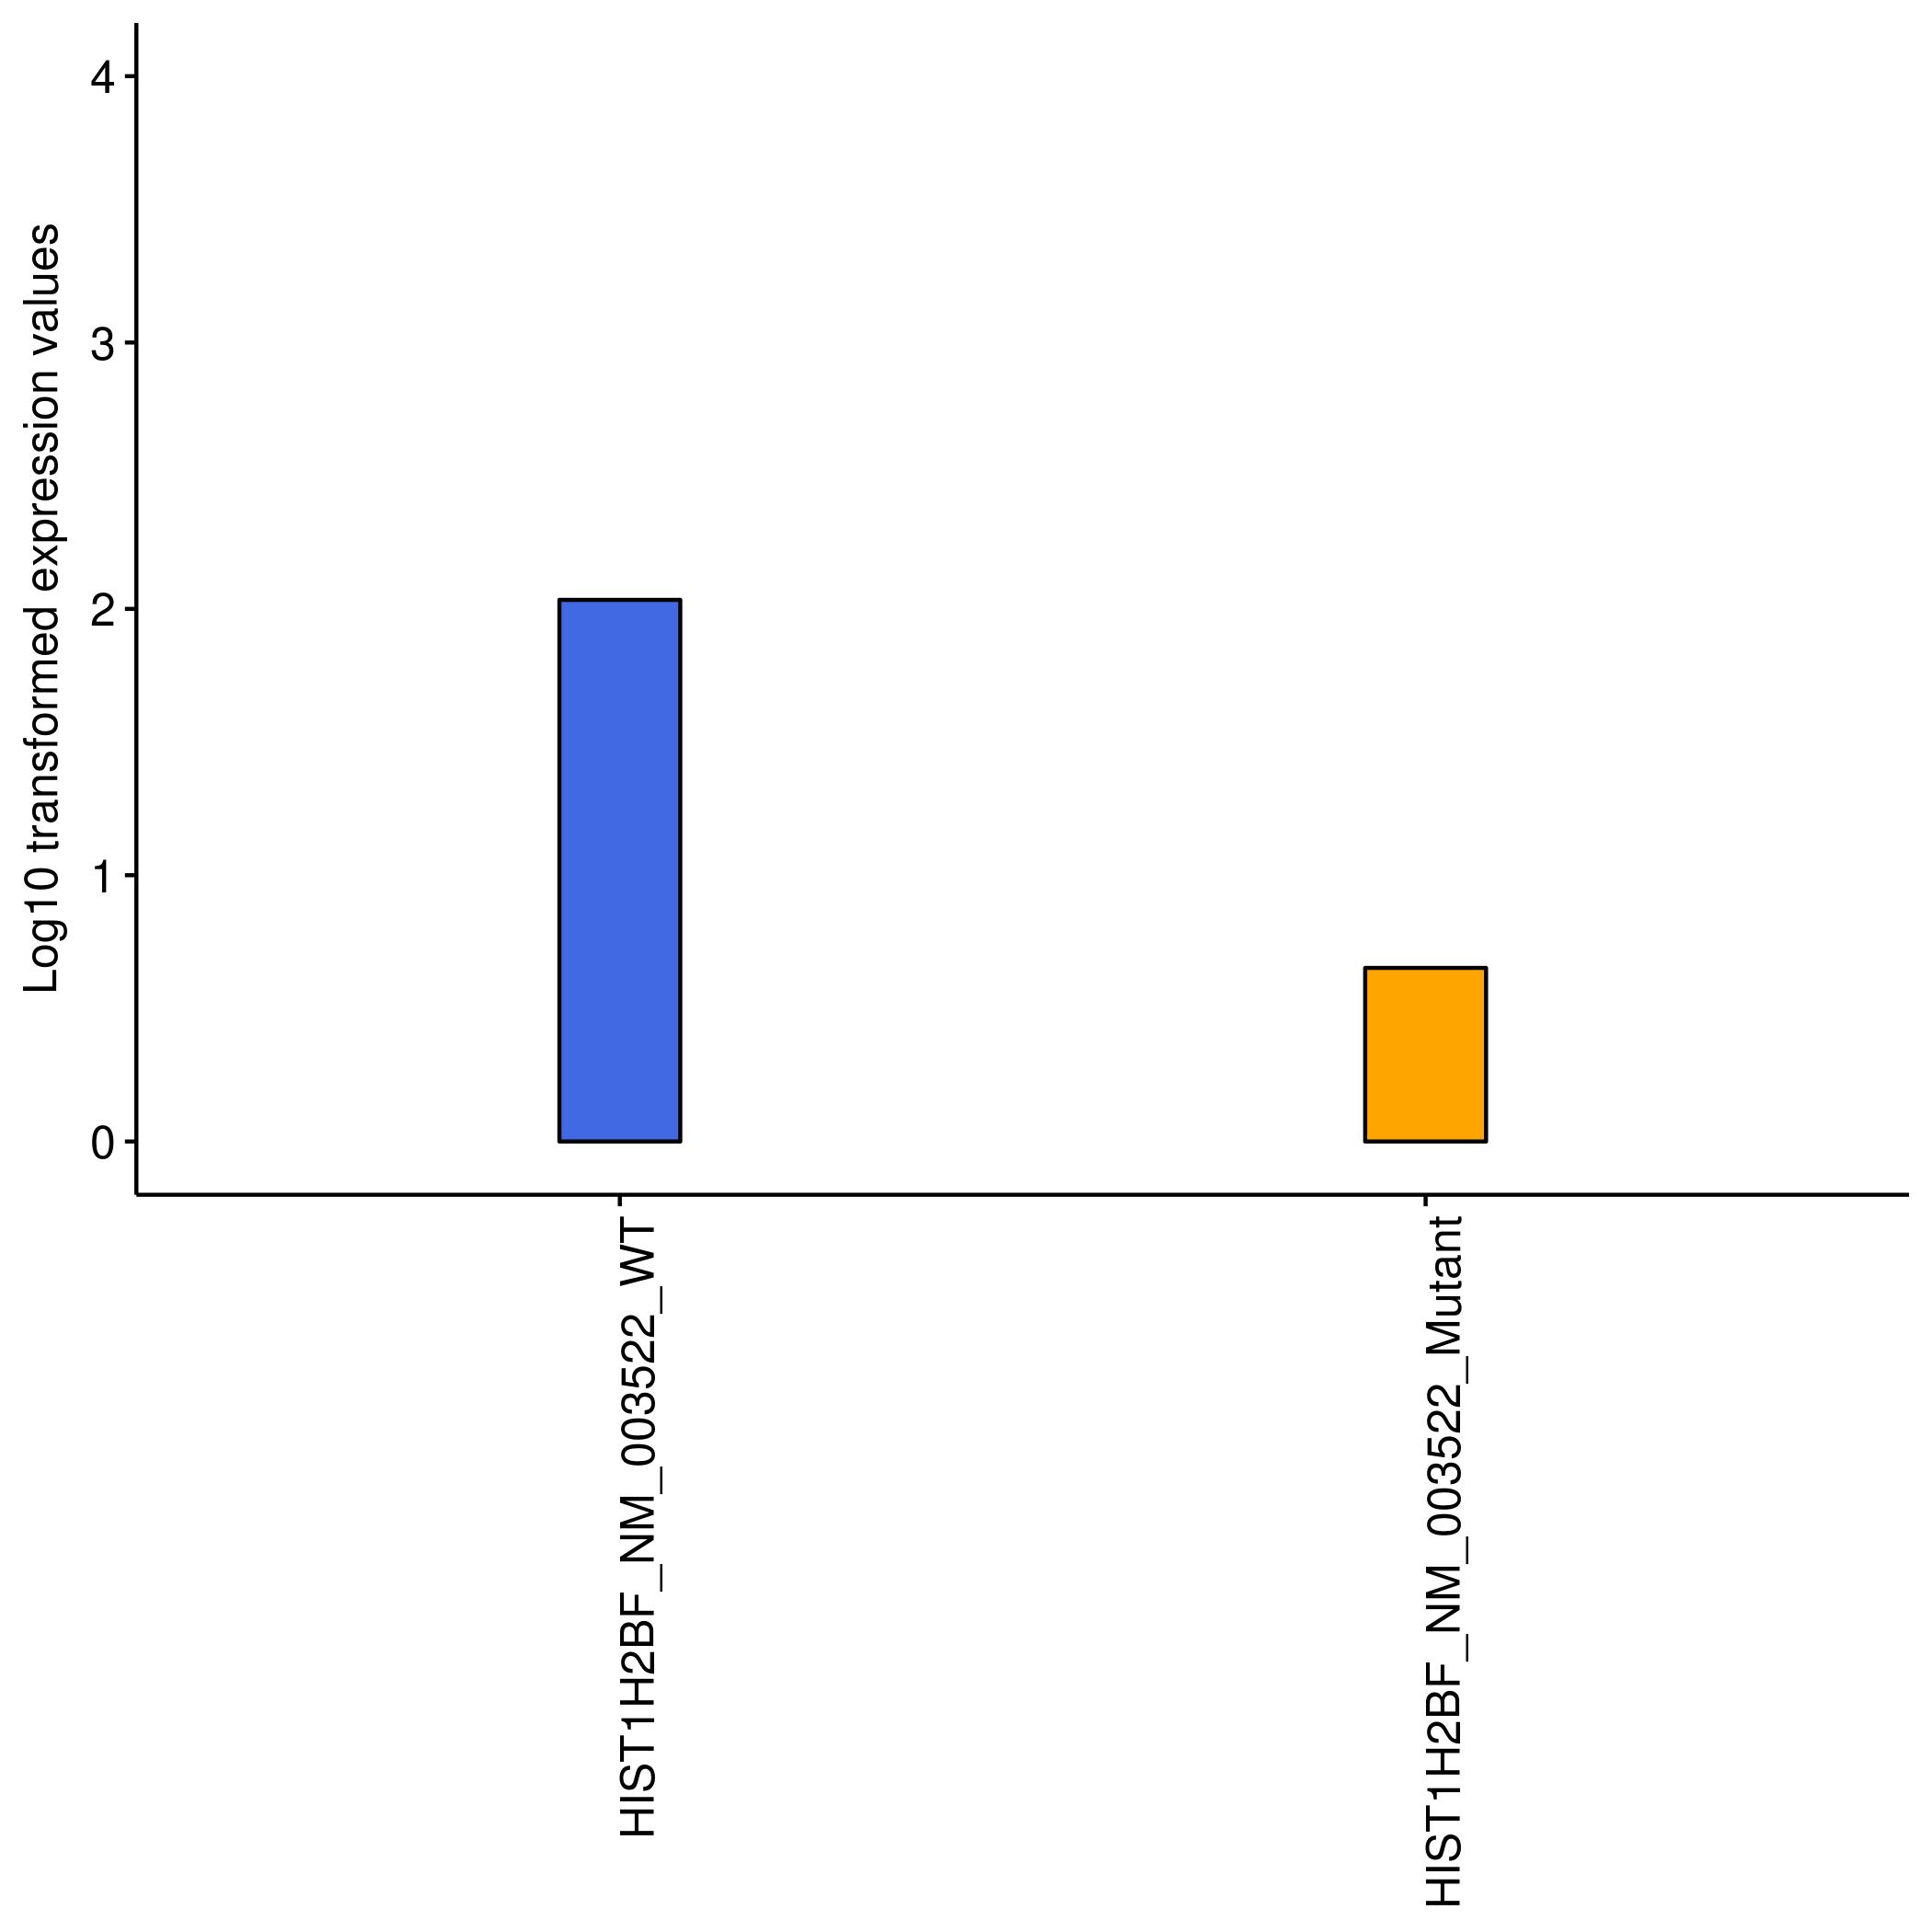 Log10 transformed expression values
4
3
2
1
0
HIST1H2BF_NM_003522_WT
HIST1H2BF_NM_003522_Mutant